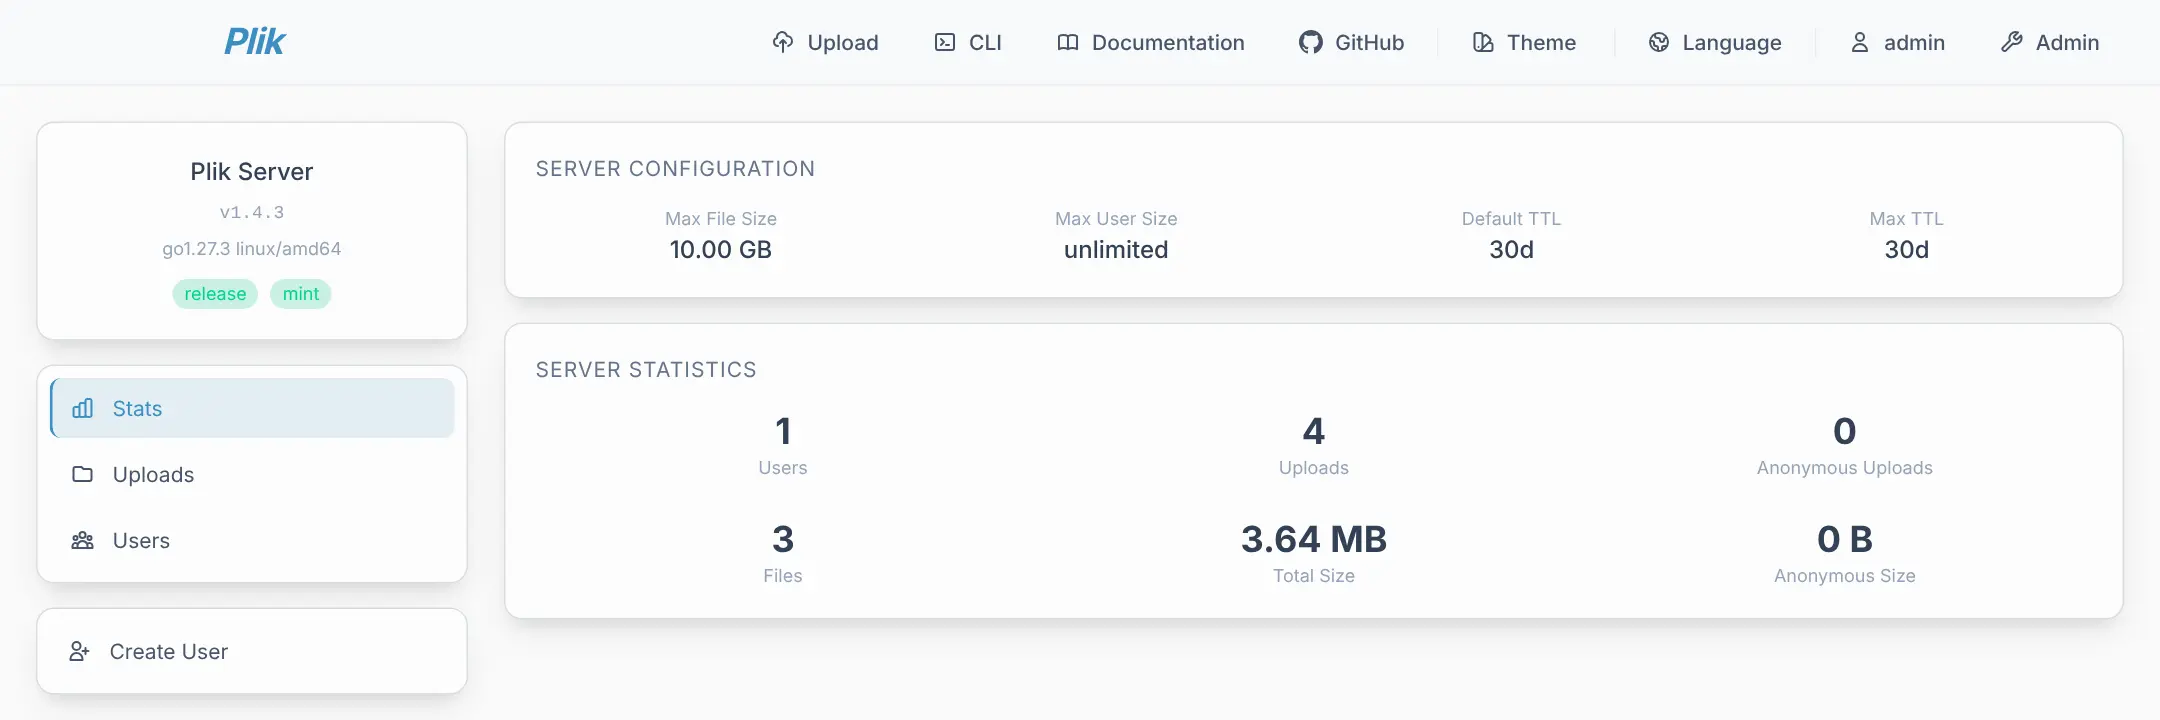 Plik
Upload
CLI
Documentation
GitHub
Theme
Language
admin
Admin
Plik Server
v1.4.3
go1.27.3 linux/amd64
release mint
Stats
Uploads
Users
Create User
SERVER CONFIGURATION
Max File Size
10.00 GB
Max User Size
unlimited
Default TTL
30d
Max TTL
30d
SERVER STATISTICS
1
Users
4
Uploads
0
Anonymous Uploads
3
Files
3.64 MB
Total Size
0 B
Anonymous Size